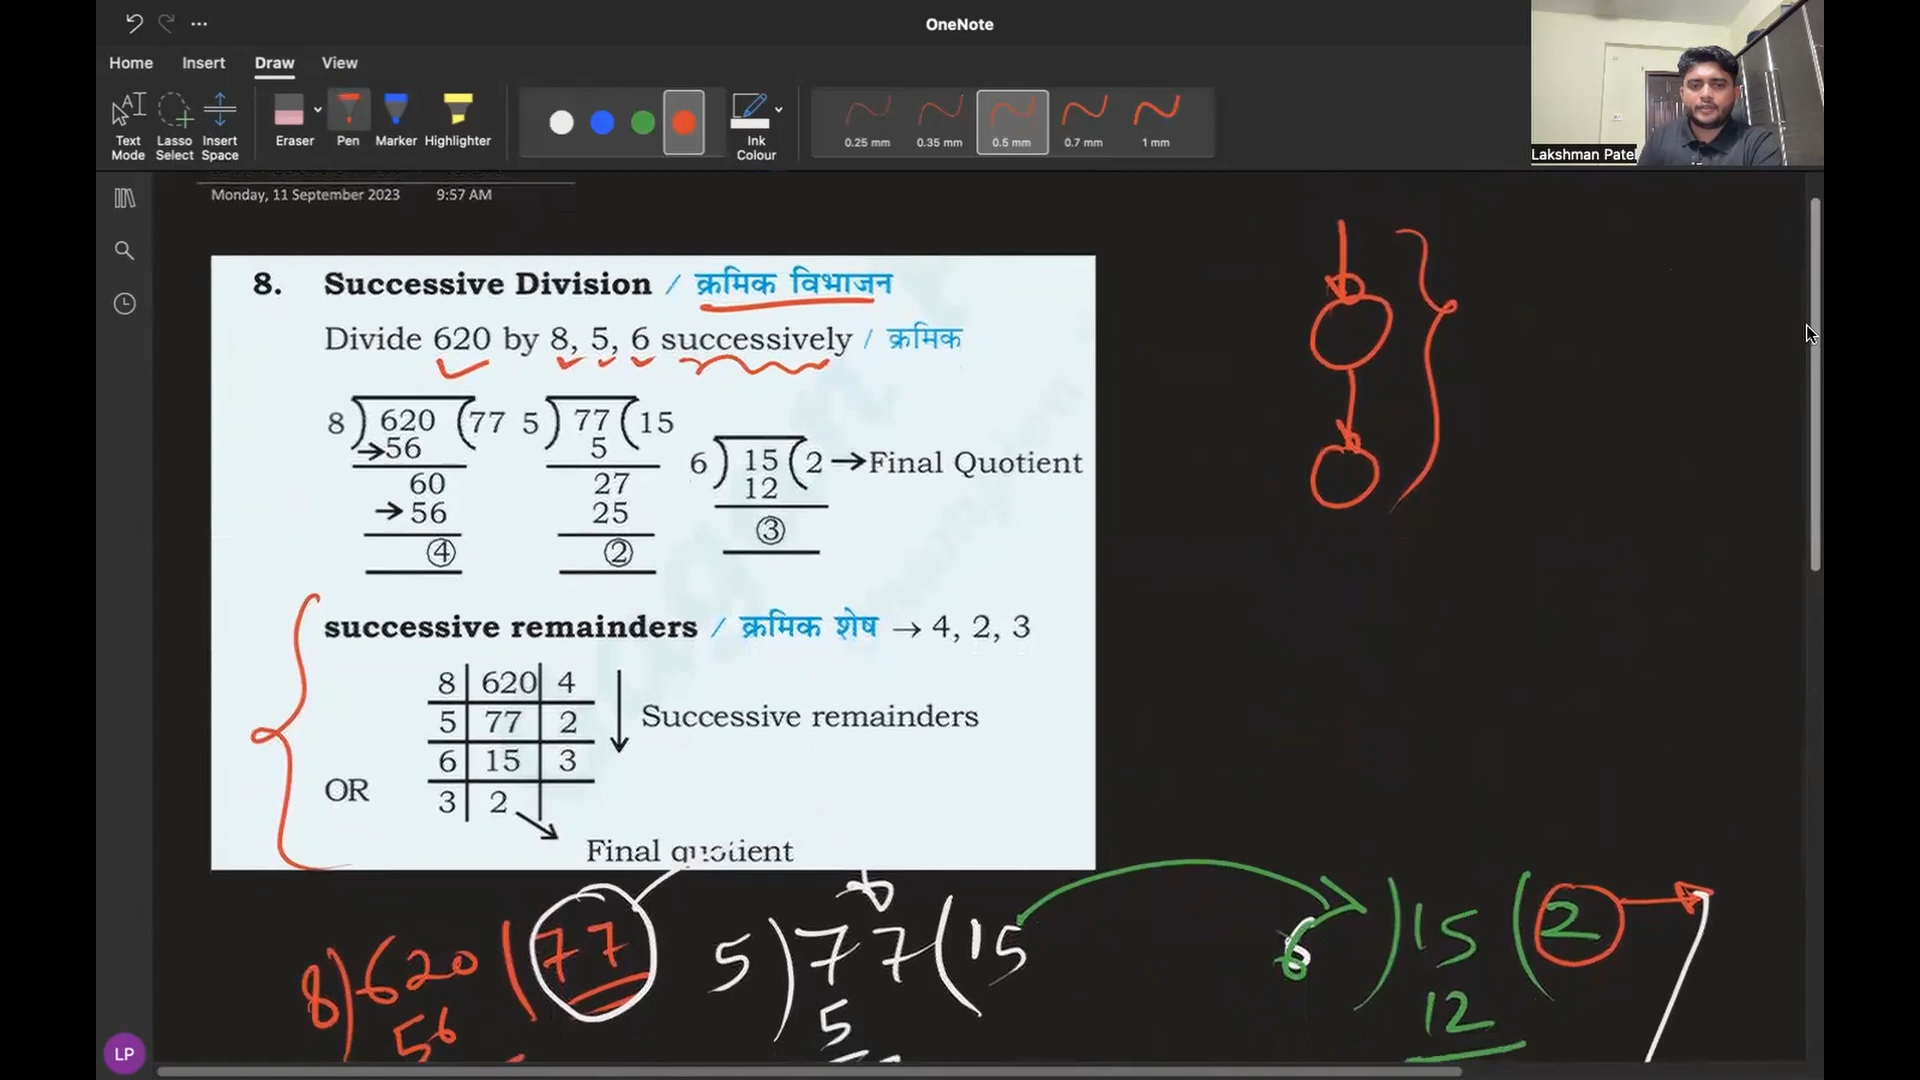 OneNote
Home Insert Draw View
Text Mode
Lasso Select
Insert Space
Eraser
Pen
Marker
Highlighter
Ink Colour
0.25 mm
0.35 mm
0.5 mm
0.7 mm
1 mm
Lakshman Patel
Monday, 11 September 2023 9:57 AM
8. Successive Division / क्रमिक विभाजन
Divide 620 by 8, 5, 6 successively / क्रमिक
8 ) 620 ( 77 5 ) 77 ( 15
56 5
6 ) 15 ( 2 → Final Quotient
60 27 12
→ 56 25
4 2 3
successive remainders / क्रमिक शेष → 4, 2, 3
8 620 4
5 77 2 Successive remainders
6 15 3
OR 3 2
Final quotient
8 ) 620 ( 77 5 ) 77 ( 15 6 ) 15 ( 2
56 5 12
LP